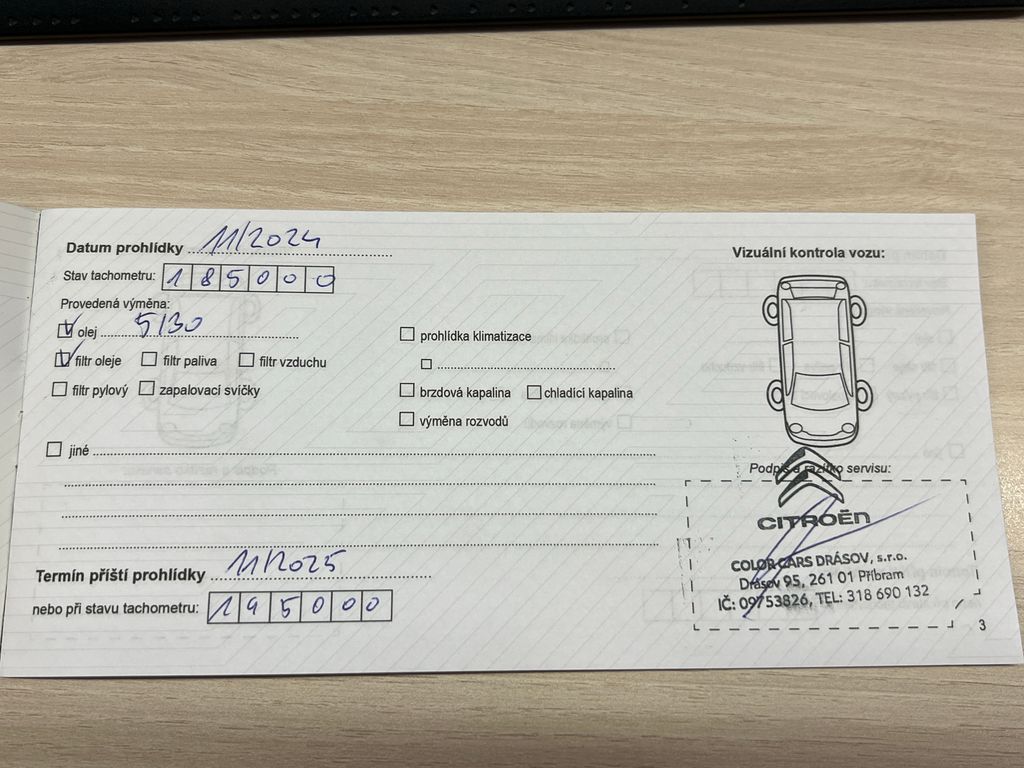 Datum prohlídky 11/2024
Stav tachometru: 185000
Provedená výměna:
olej 5/30
filtr oleje filtr paliva filtr vzduchu
filtr pylový zapalovací svíčky
prohlídka klimatizace
brzdová kapalina chladící kapalina
výměna rozvodů
jiné
Termín příští prohlídky 11/2025
nebo při stavu tachometru: 195000
Vizuální kontrola vozu:
Podpis a razítko servisu:
CITROËN
COLOR CARS DRÁSOV, s.r.o.
Drásov 95, 261 01 Příbram
IČ: 09753826, TEL: 318 690 132
3